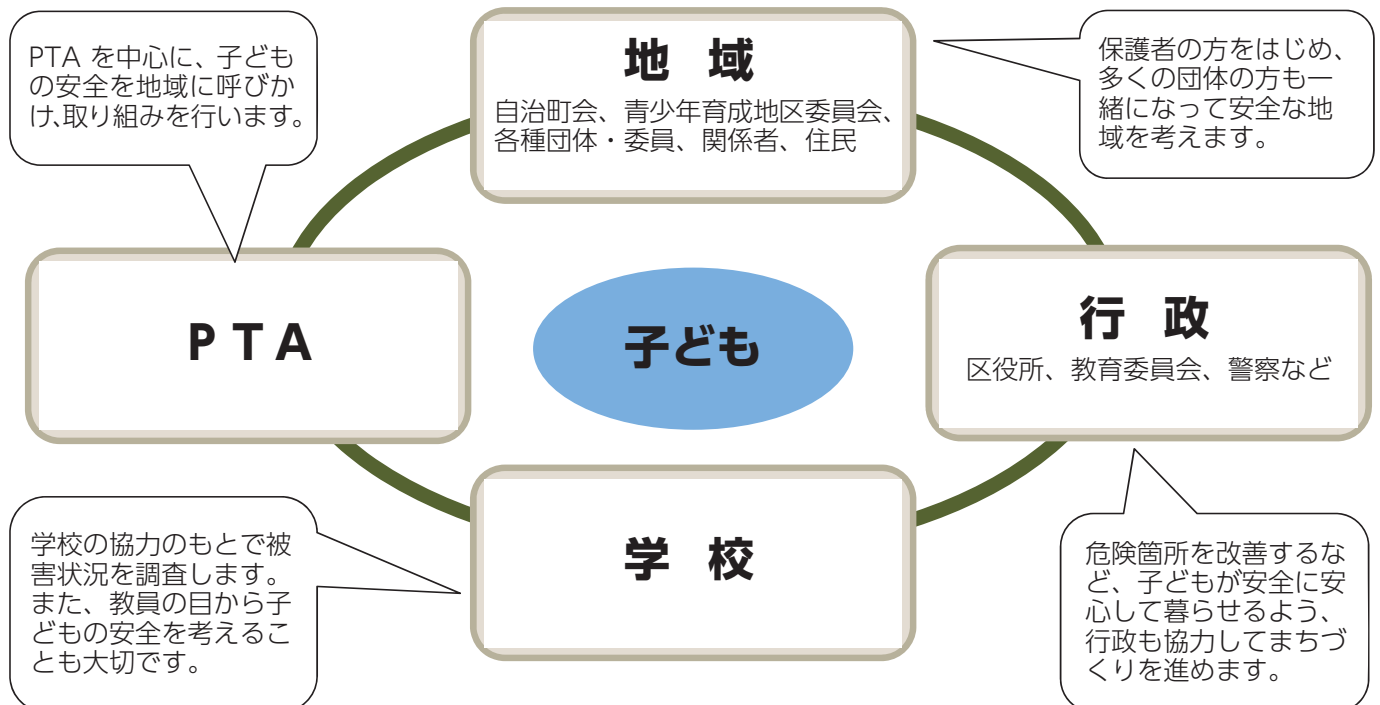 PTA を中心に、子ども
の安全を地域に呼びか
け、取り組みを行います。
地 域
自治町会、青少年育成地区委員会、
各種団体・委員、関係者、住民
保護者の方をはじめ、
多くの団体の方も一
緒になって安全な地
域を考えます。
PTA
子ども
行 政
区役所、教育委員会、警察など
学校の協力のもとで被
害状況を調査します。
また、教員の目から子
どもの安全を考えるこ
とも大切です。
学 校
危険箇所を改善するな
ど、子どもが安全に安
心して暮らせるよう、
行政も協力してまちづ
くりを進めます。